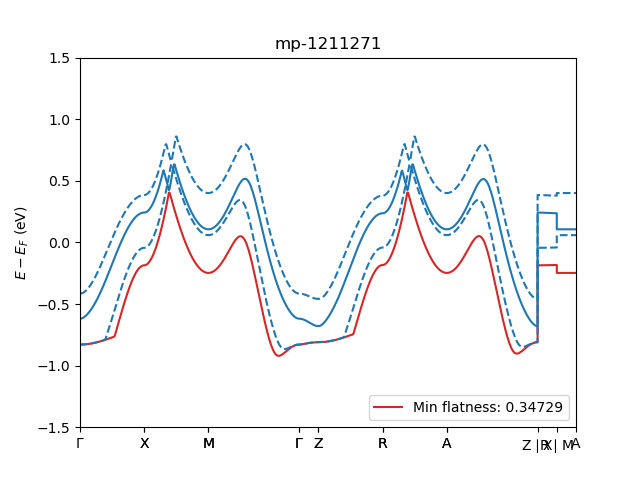 mp-1211271
1.5
1.0
0.5
0.0
−0.5
−1.0
−1.5
E − E_F (eV)
Min flatness: 0.34729
Γ X M Γ Z R A Z | R X | M A